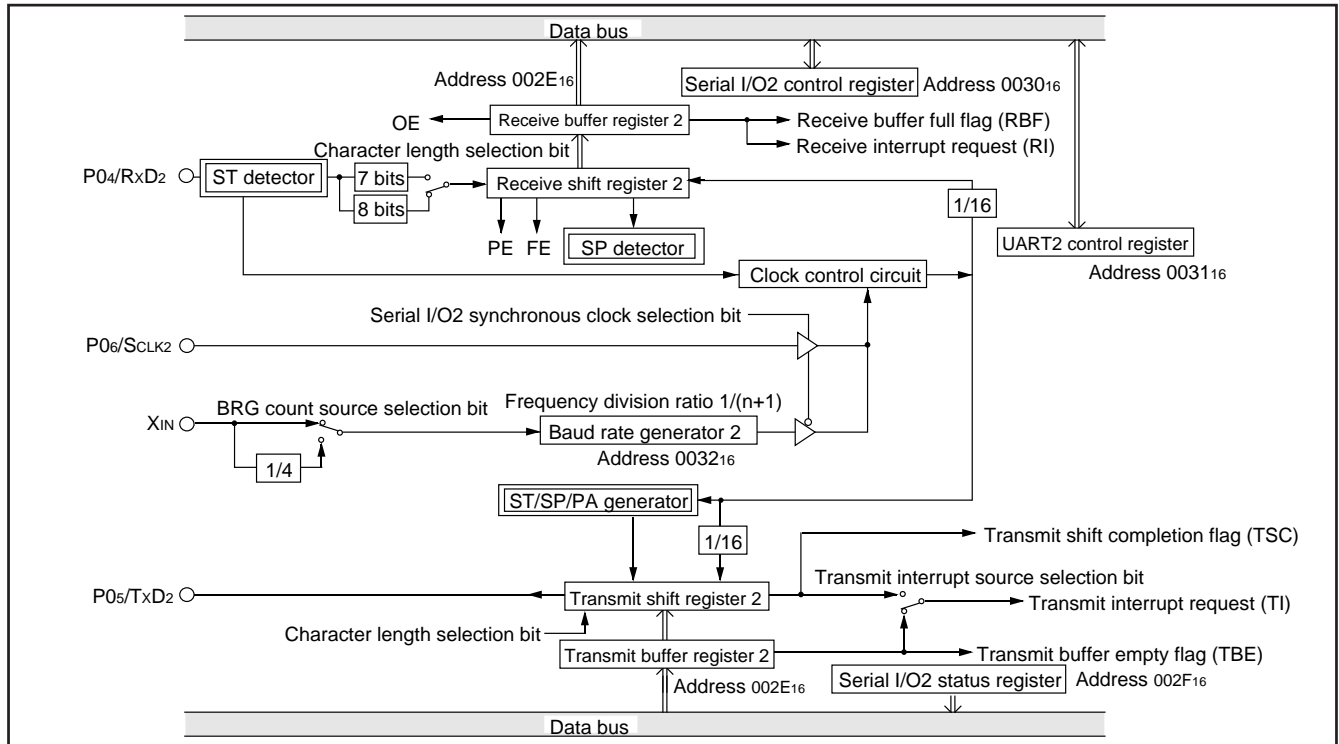 Data bus
Address 002E16
Serial I/O2 control register
Address 003016
OE
Receive buffer register 2
Receive buffer full flag (RBF)
Receive interrupt request (RI)
Character length selection bit
P04/RXD2
ST detector
7 bits
8 bits
Receive shift register 2
1/16
PE
FE
SP detector
UART2 control register
Address 003116
Clock control circuit
Serial I/O2 synchronous clock selection bit
P06/SCLK2
XIN
BRG count source selection bit
Frequency division ratio 1/(n+1)
Baud rate generator 2
Address 003216
1/4
ST/SP/PA generator
1/16
Transmit shift completion flag (TSC)
Transmit interrupt source selection bit
P05/TXD2
Transmit shift register 2
Transmit interrupt request (TI)
Character length selection bit
Transmit buffer register 2
Transmit buffer empty flag (TBE)
Address 002E16
Serial I/O2 status register
Address 002F16
Data bus